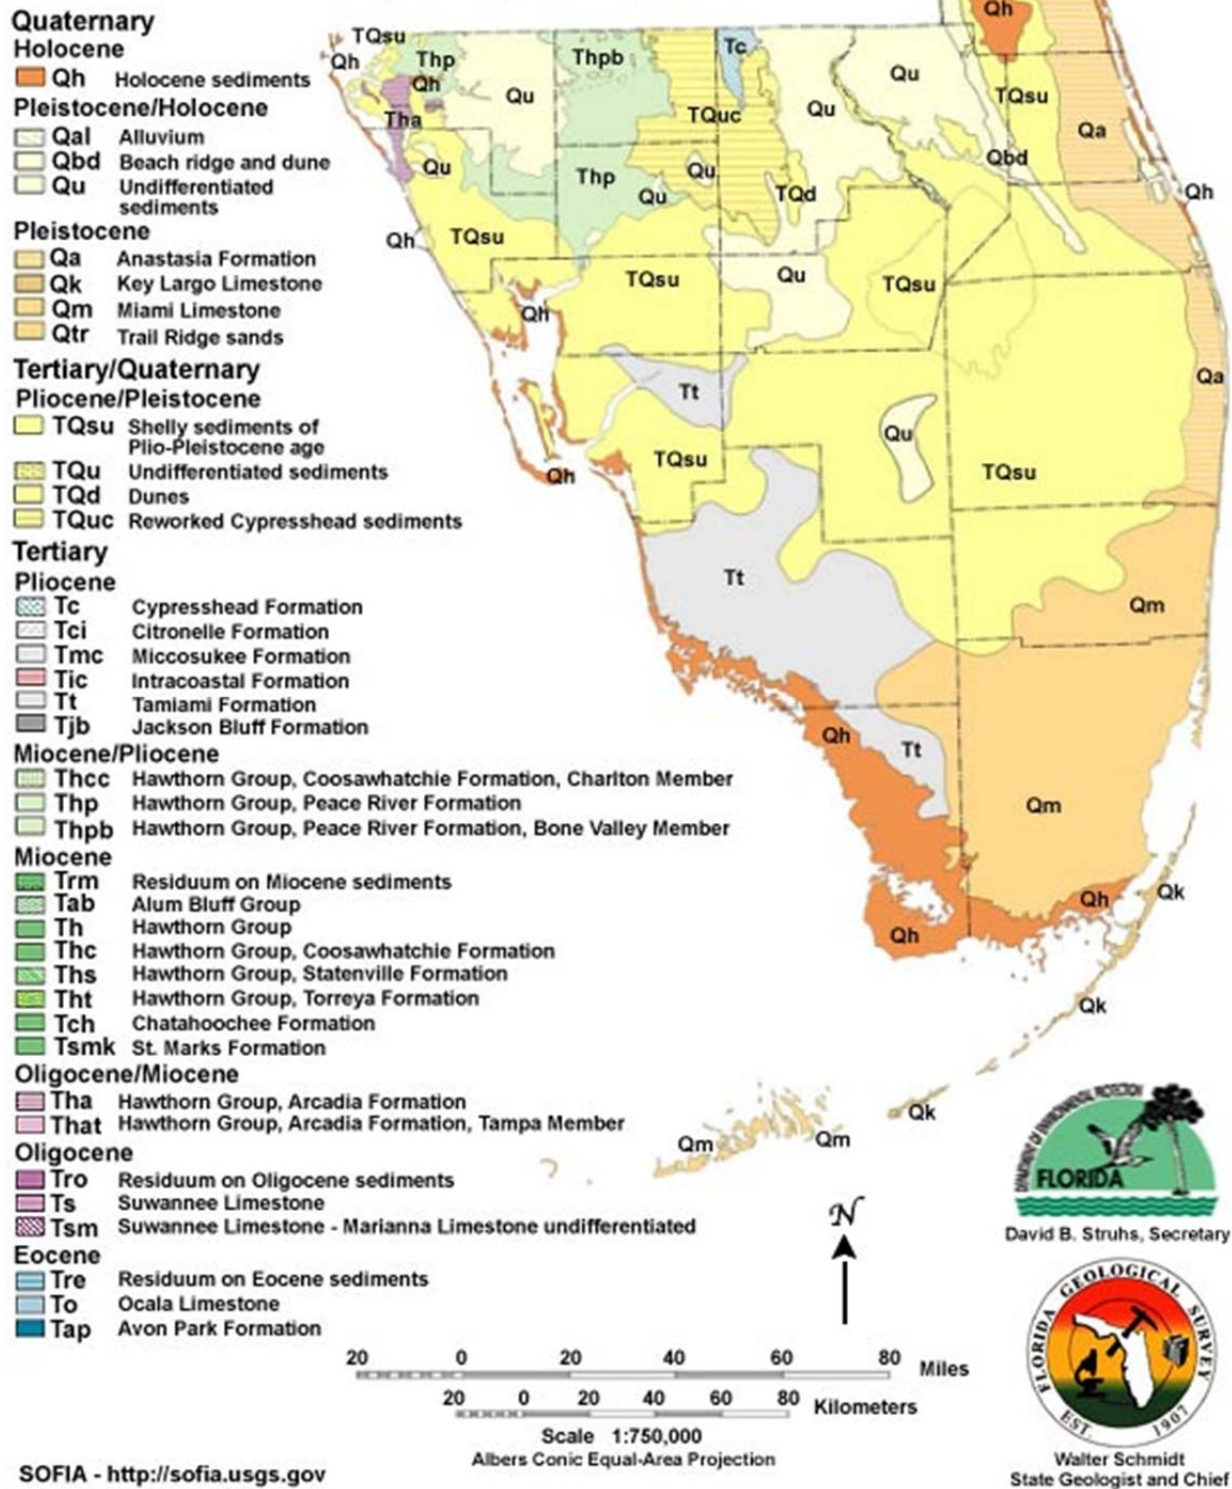 Quaternary
Holocene
Qh Holocene sediments
Pleistocene/Holocene
Qal Alluvium
Qbd Beach ridge and dune
Qu Undifferentiated
sediments
Pleistocene
Qa Anastasia Formation
Qk Key Largo Limestone
Qm Miami Limestone
Qtr Trail Ridge sands
Tertiary/Quaternary
Pliocene/Pleistocene
TQsu Shelly sediments of
Plio-Pleistocene age
TQu Undifferentiated sediments
TQd Dunes
TQuc Reworked Cypresshead sediments
Tertiary
Pliocene
Tc Cypresshead Formation
Tci Citronelle Formation
Tmc Miccosukee Formation
Tic Intracoastal Formation
Tt Tamiami Formation
Tjb Jackson Bluff Formation
Miocene/Pliocene
Thcc Hawthorn Group, Coosawhatchie Formation, Charlton Member
Thp Hawthorn Group, Peace River Formation
Thpb Hawthorn Group, Peace River Formation, Bone Valley Member
Miocene
Trm Residuum on Miocene sediments
Tab Alum Bluff Group
Th Hawthorn Group
Thc Hawthorn Group, Coosawhatchie Formation
Ths Hawthorn Group, Statenville Formation
Tht Hawthorn Group, Torreya Formation
Tch Chatahoochee Formation
Tsmk St. Marks Formation
Oligocene/Miocene
Tha Hawthorn Group, Arcadia Formation
That Hawthorn Group, Arcadia Formation, Tampa Member
Oligocene
Tro Residuum on Oligocene sediments
Ts Suwannee Limestone
Tsm Suwannee Limestone - Marianna Limestone undifferentiated
Eocene
Tre Residuum on Eocene sediments
To Ocala Limestone
Tap Avon Park Formation
Qh
TQsu
Qh
Thp
Qh
Thpb
Tc
Qu
Qu
Qu
TQsu
Tha
TQuc
Qa
Qu
Thp
Qu
Qu
TQd
Qbd
Qh
Qh
TQsu
TQsu
Qu
TQsu
Qh
Qa
Tt
Qu
TQsu
TQsu
Qh
Tt
Qm
Qh
Tt
Qm
Qh
Qk
Qh
Qk
Qk
Qm
Qm
N
20 0 20 40 60 80 Miles
20 0 20 40 60 80 Kilometers
Scale 1:750,000
Albers Conic Equal-Area Projection
DEPARTMENT OF ENVIRONMENTAL PROTECTION
FLORIDA
David B. Struhs, Secretary
FLORIDA GEOLOGICAL SURVEY
EST. 1907
Walter Schmidt
State Geologist and Chief
SOFIA - http://sofia.usgs.gov